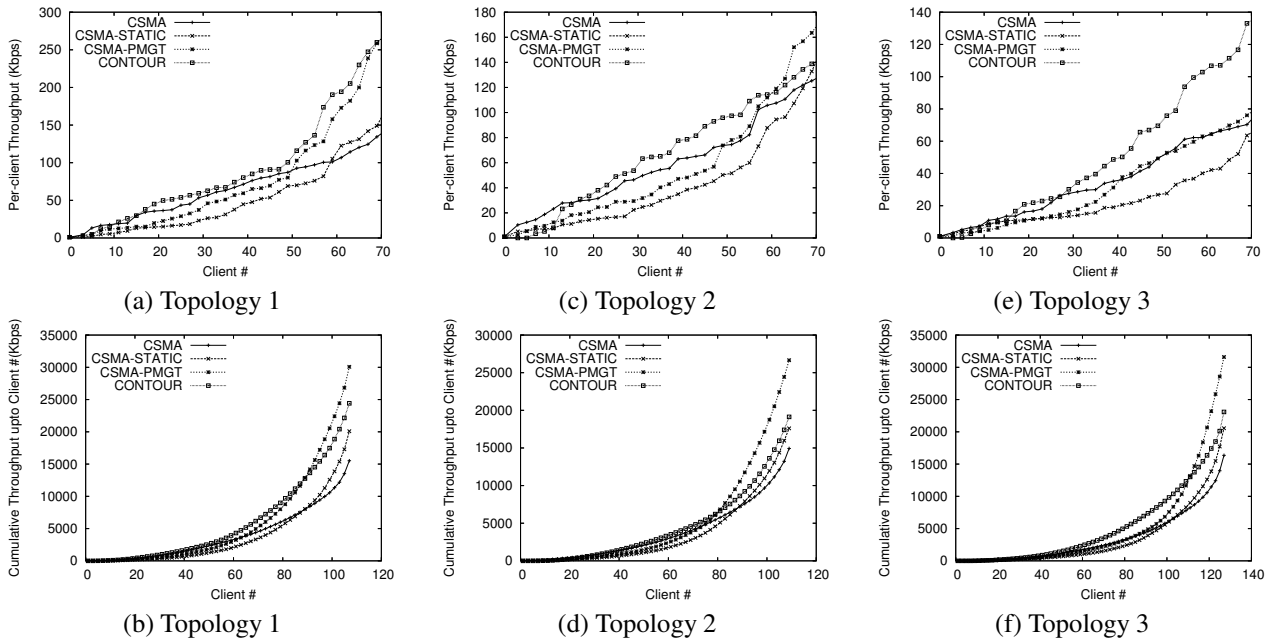 Per-client Throughput (Kbps)
300
250
200
150
100
50
0
CSMA
CSMA-STATIC
CSMA-PMGT
CONTOUR
0 10 20 30 40 50 60 70
Client #
(a) Topology 1
Per-client Throughput (Kbps)
180
160
140
120
100
80
60
40
20
0
CSMA
CSMA-STATIC
CSMA-PMGT
CONTOUR
0 10 20 30 40 50 60 70
Client #
(c) Topology 2
Per-client Throughput (Kbps)
140
120
100
80
60
40
20
0
CSMA
CSMA-STATIC
CSMA-PMGT
CONTOUR
0 10 20 30 40 50 60 70
Client #
(e) Topology 3
Cumulative Throughput upto Client #(Kbps)
35000
30000
25000
20000
15000
10000
5000
0
CSMA
CSMA-STATIC
CSMA-PMGT
CONTOUR
0 20 40 60 80 100 120
Client #
(b) Topology 1
Cumulative Throughput upto Client #(Kbps)
30000
25000
20000
15000
10000
5000
0
CSMA
CSMA-STATIC
CSMA-PMGT
CONTOUR
0 20 40 60 80 100 120
Client #
(d) Topology 2
Cumulative Throughput upto Client #(Kbps)
35000
30000
25000
20000
15000
10000
5000
0
CSMA
CSMA-STATIC
CSMA-PMGT
CONTOUR
0 20 40 60 80 100 120 140
Client #
(f) Topology 3